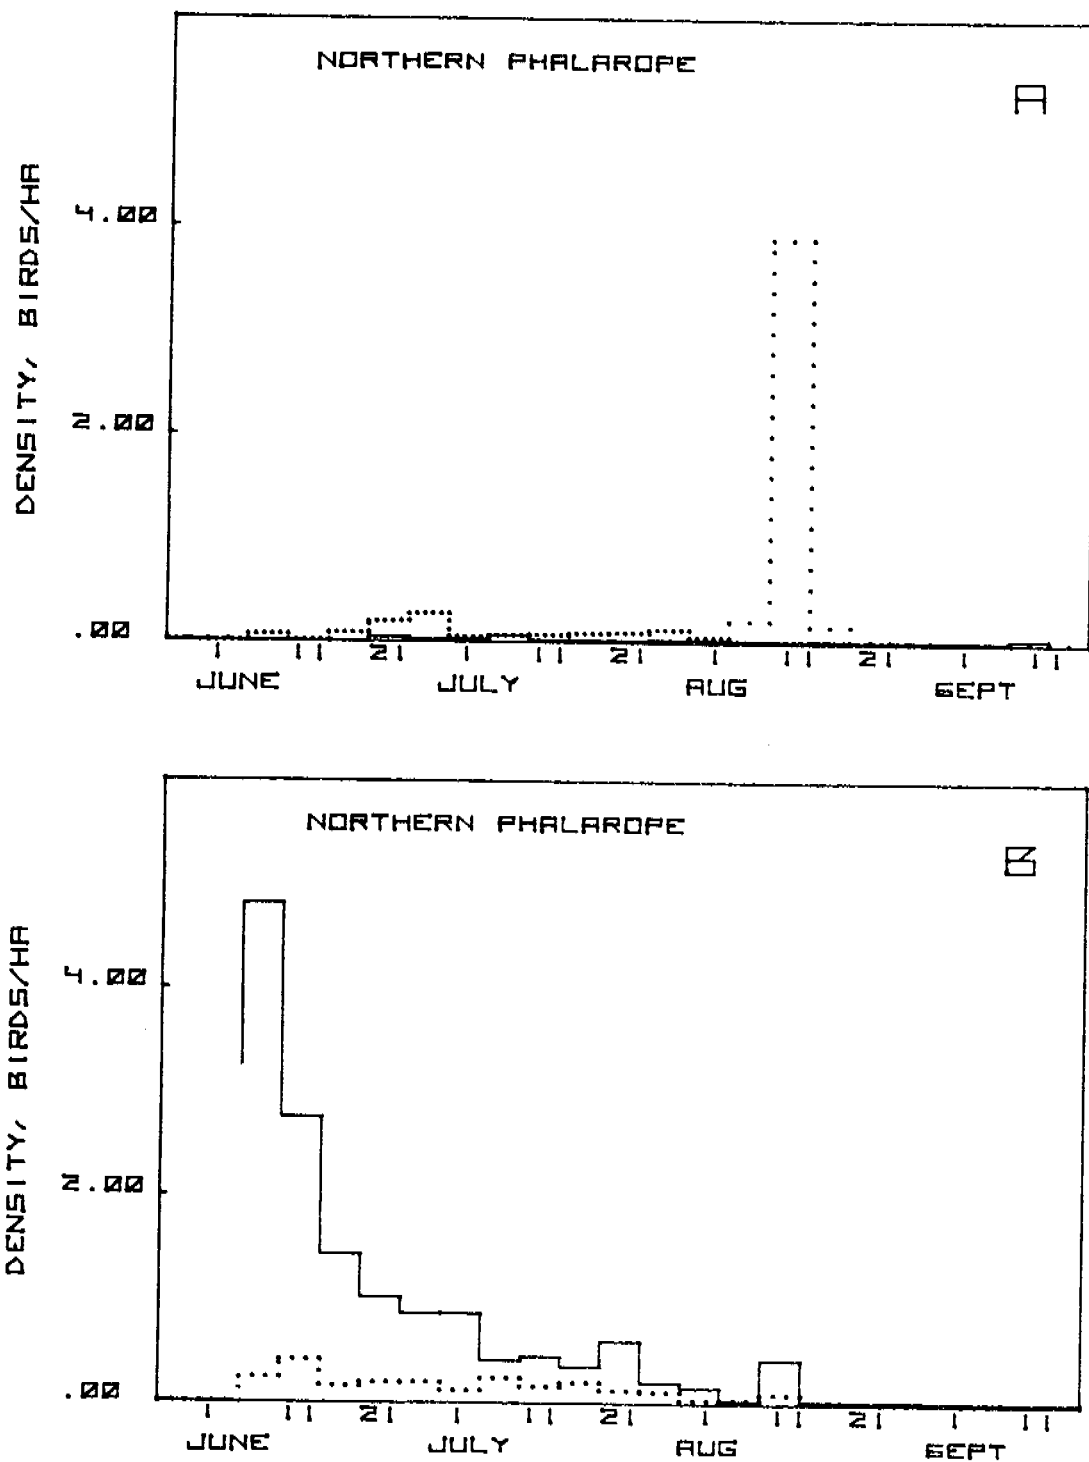 NORTHERN PHALAROPE
A
DENSITY, BIRDS/HA
4.00
2.00
.00
1 11 21 1 11 21 1 11 21 1 11
JUNE JULY AUG SEPT
NORTHERN PHALAROPE
B
DENSITY, BIRDS/HA
4.00
2.00
.00
1 11 21 1 11 21 1 11 21 1 11
JUNE JULY AUG SEPT